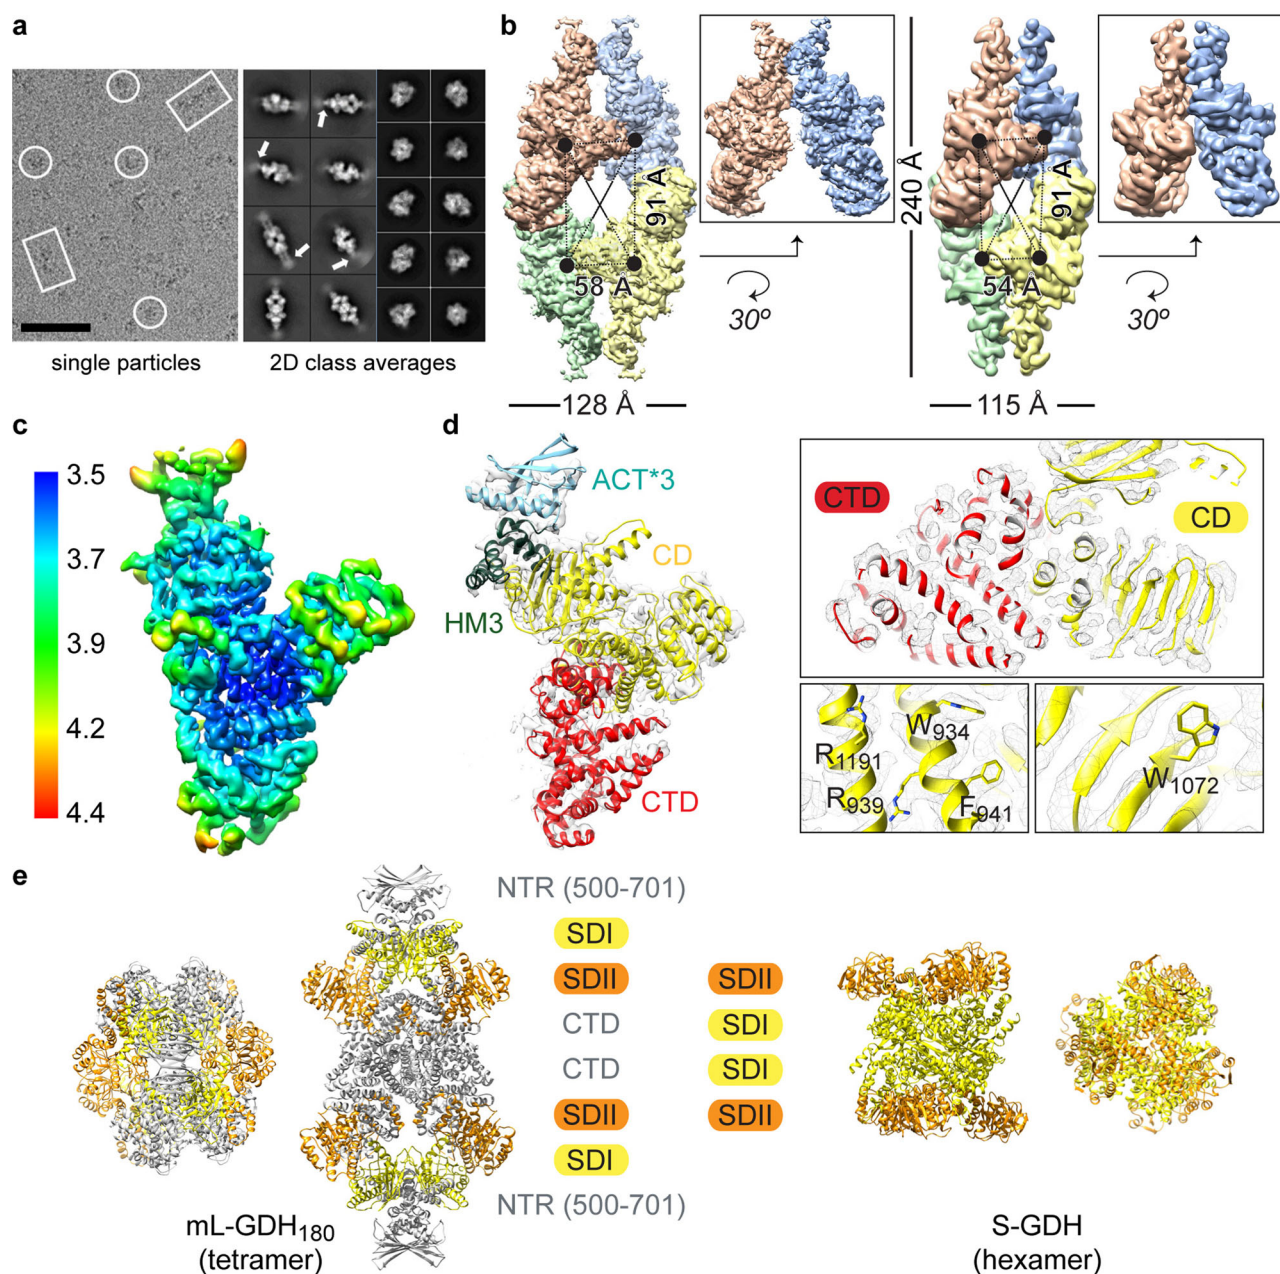 a
single particles
2D class averages
b
91 Å
58 Å
30º
128 Å
240 Å
91 Å
54 Å
30º
115 Å
c
3.5
3.7
3.9
4.2
4.4
d
ACT*3
CD
HM3
CTD
CTD
CD
W934
R1191
R939
F941
W1072
e
NTR (500-701)
SDI
SDII
CTD
CTD
SDII
SDI
NTR (500-701)
SDII
SDI
SDI
SDII
mL-GDH180
(tetramer)
S-GDH
(hexamer)